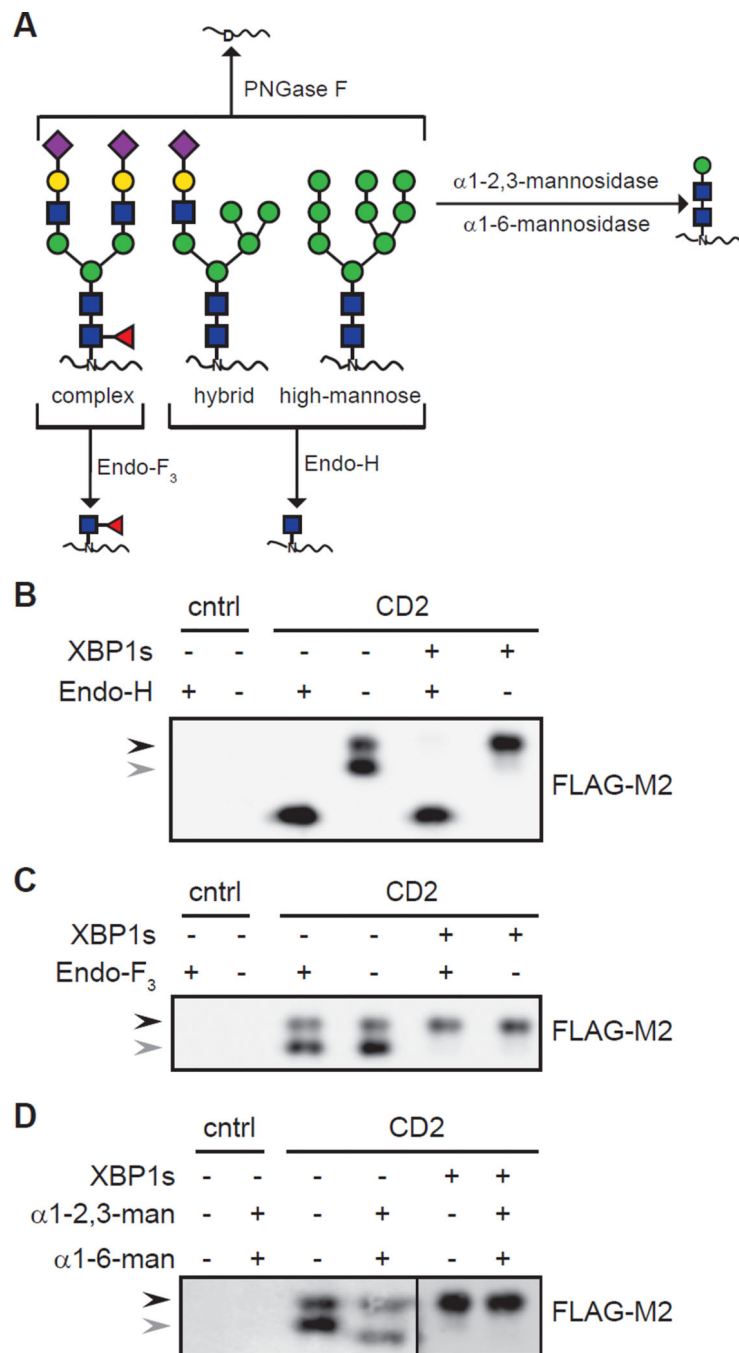 A
D
PNGase F
α1-2,3-mannosidase
α1-6-mannosidase
N
N N N
complex hybrid high-mannose
Endo-F3 Endo-H
N N
B
cntrl CD2
XBP1s - - - - + +
Endo-H + - + - + -
FLAG-M2
C
cntrl CD2
XBP1s - - - - + +
Endo-F3 + - + - + -
FLAG-M2
D
cntrl CD2
XBP1s - - - - + +
α1-2,3-man - + - + - +
α1-6-man - + - + - +
FLAG-M2